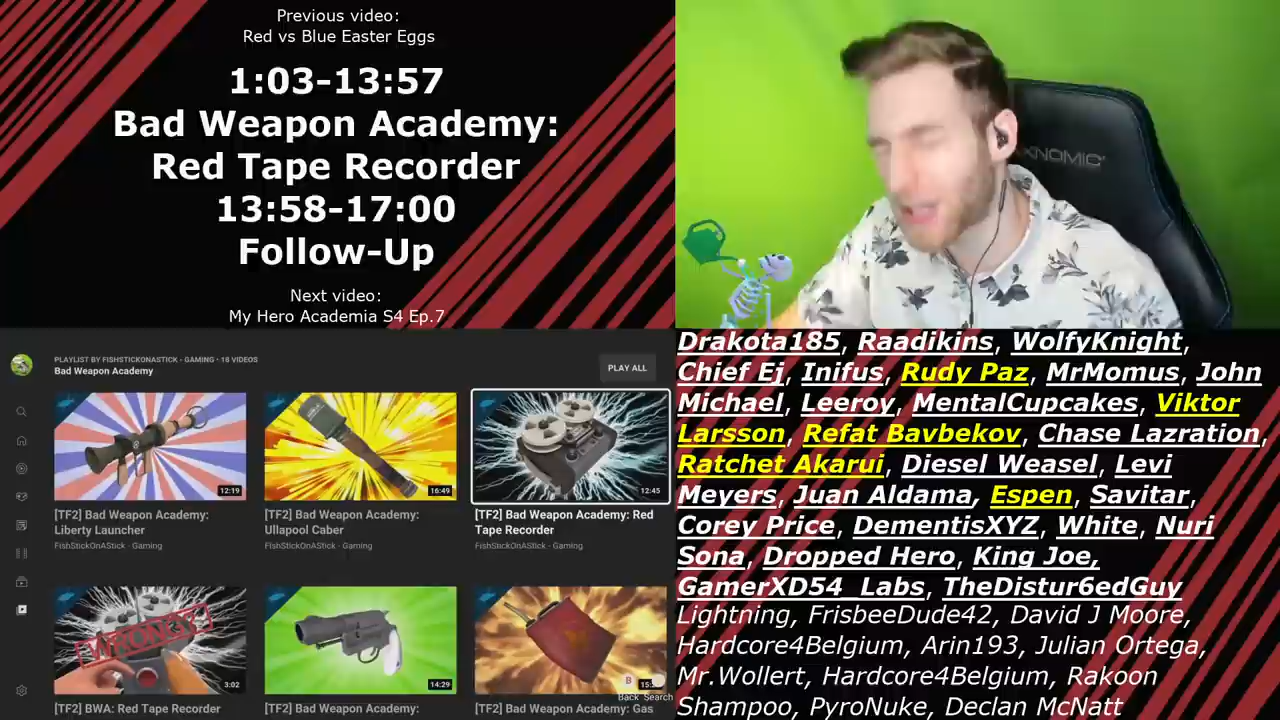 Previous video:
Red vs Blue Easter Eggs
1:03-13:57
Bad Weapon Academy:
Red Tape Recorder
13:58-17:00
Follow-Up
Next video:
My Hero Academia S4 Ep.7
PLAYLIST BY FISHSTICKONASTICK - GAMING • 18 VIDEOS
Bad Weapon Academy
PLAY ALL
12:19
16:49
12:45
[TF2] Bad Weapon Academy:
Liberty Launcher
FishStickOnAStick - Gaming
[TF2] Bad Weapon Academy:
Ullapool Caber
FishStickOnAStick - Gaming
[TF2] Bad Weapon Academy: Red
Tape Recorder
FishStickOnAStick - Gaming
WRONG!
3:02
14:29
B
Back
Search
[TF2] BWA: Red Tape Recorder
[TF2] Bad Weapon Academy:
[TF2] Bad Weapon Academy: Gas
Drakota185, Raadikins, WolfyKnight,
Chief Ej, Inifus, Rudy Paz, MrMomus, John
Michael, Leeroy, MentalCupcakes, Viktor
Larsson, Refat Bavbekov, Chase Lazration,
Ratchet Akarui, Diesel Weasel, Levi
Meyers, Juan Aldama, Espen, Savitar,
Corey Price, DementisXYZ, White, Nuri
Sona, Dropped Hero, King Joe,
GamerXD54_Labs, TheDistur6edGuy
Lightning, FrisbeeDude42, David J Moore,
Hardcore4Belgium, Arin193, Julian Ortega,
Mr.Wollert, Hardcore4Belgium, Rakoon
Shampoo, PyroNuke, Declan McNatt